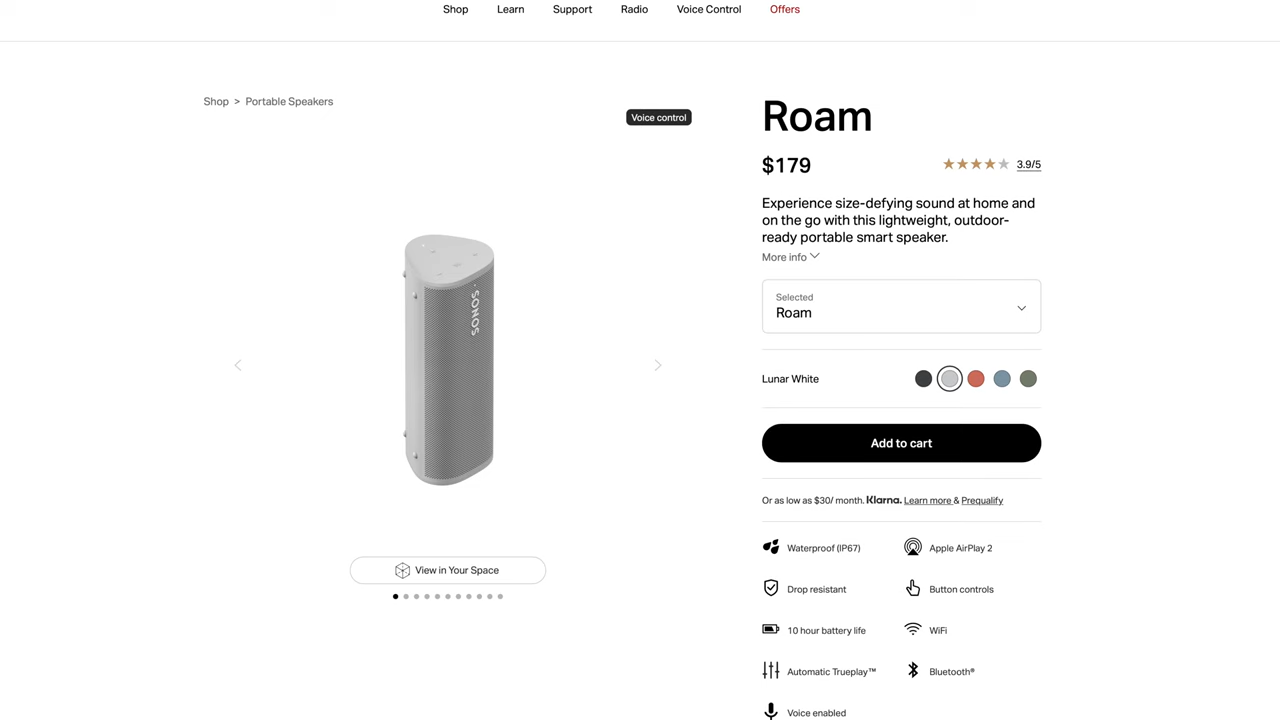 Shop Learn Support Radio Voice Control Offers
Shop > Portable Speakers
Voice control
SONOS
View in Your Space
Roam
$179
3.9/5
Experience size-defying sound at home and
on the go with this lightweight, outdoor-
ready portable smart speaker.
More info
Selected
Roam
Lunar White
Add to cart
Or as low as $30/ month. Klarna. Learn more & Prequalify
Waterproof (IP67) Apple AirPlay 2
Drop resistant Button controls
10 hour battery life WiFi
Automatic Trueplay™ Bluetooth®
Voice enabled